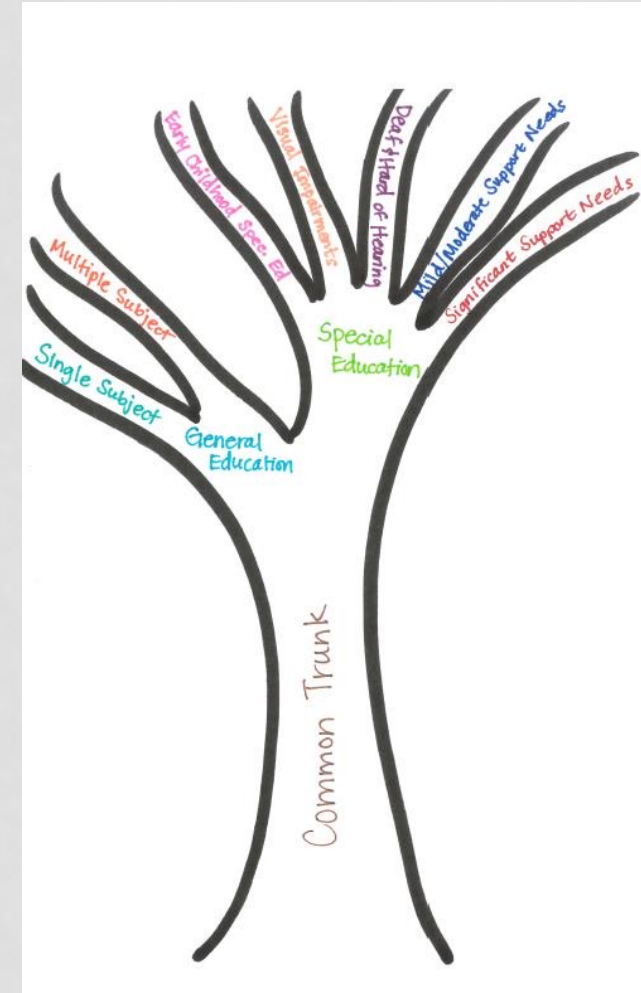 Early Childhood Spec. Ed
Visual Impairments
Deaf & Hard of Hearing
Mild/Moderate Support Needs
Significant Support Needs
Multiple Subject
Single Subject
Special
Education
General
Education
Common Trunk